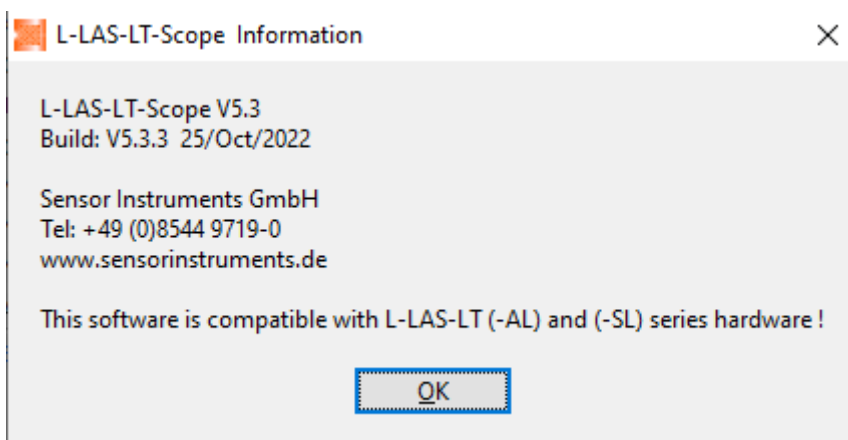 L-LAS-LT-Scope Information
L-LAS-LT-Scope V5.3
Build: V5.3.3 25/Oct/2022
Sensor Instruments GmbH
Tel: +49 (0)8544 9719-0
www.sensorinstruments.de
This software is compatible with L-LAS-LT (-AL) and (-SL) series hardware !
OK